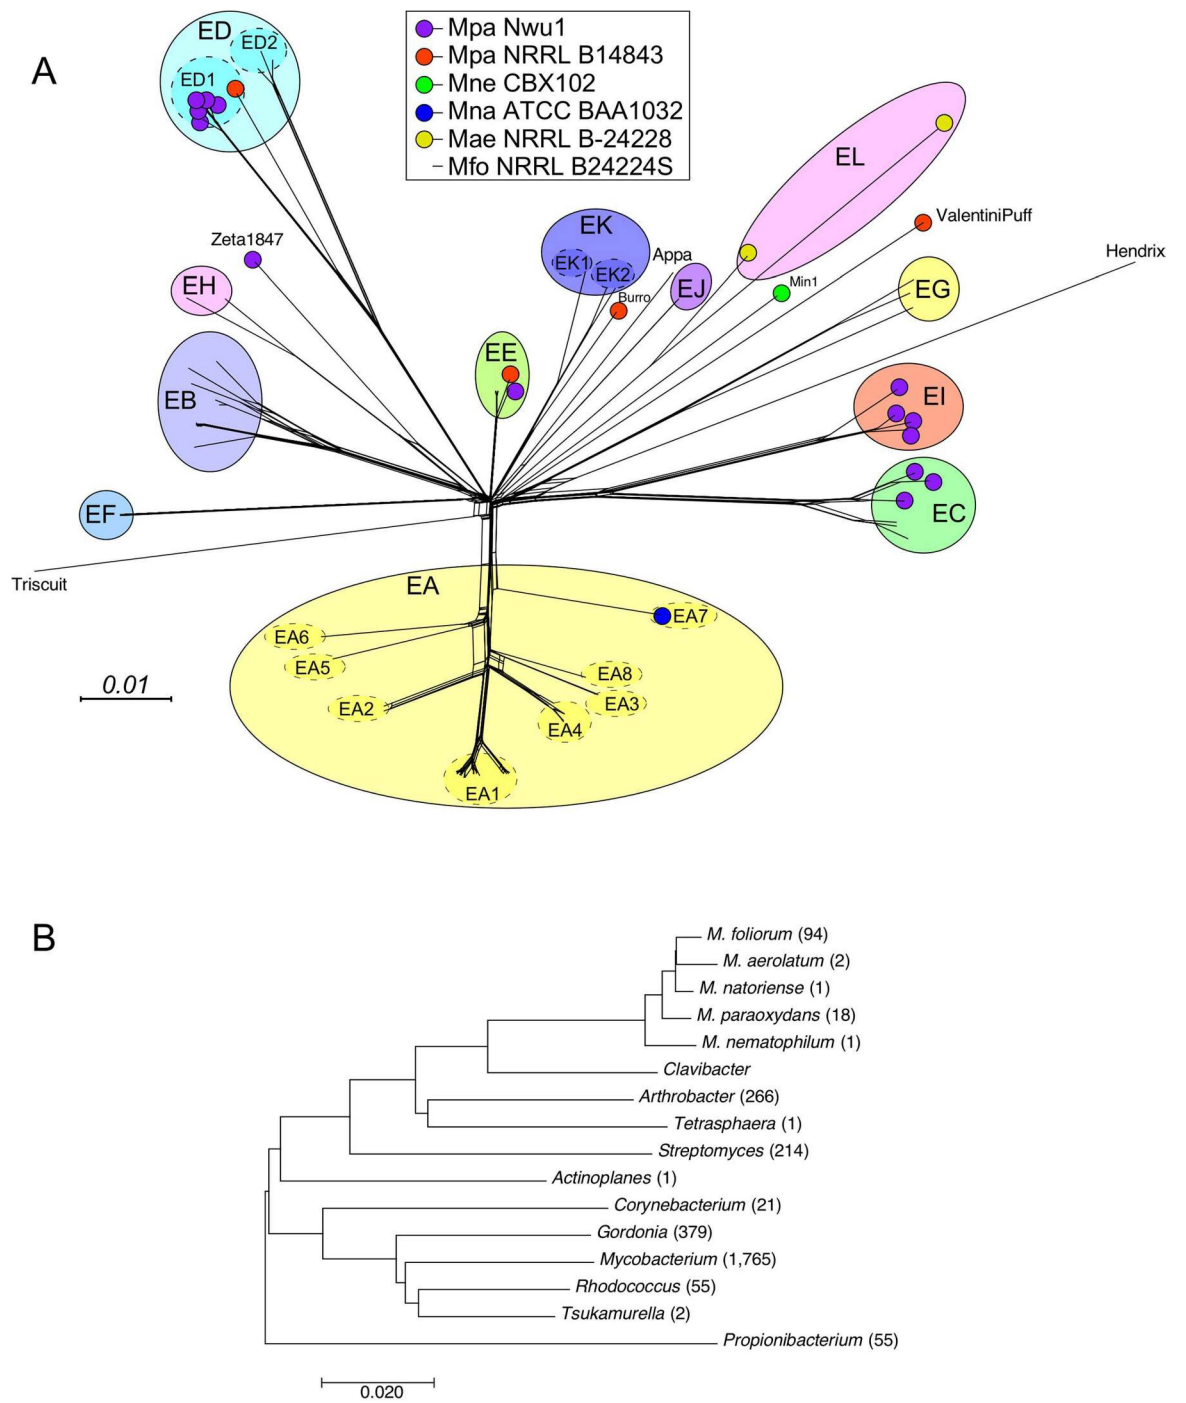 A
Mpa Nwu1
Mpa NRRL B14843
Mne CBX102
Mna ATCC BAA1032
Mae NRRL B-24228
Mfo NRRL B24224S
ED
ED2
ED1
EL
ValentiniPuff
Hendrix
Zeta1847
EK
EK1
EK2
Appa
Burro
EJ
Min1
EG
EH
EE
EB
EI
EF
EC
Triscuit
EA
EA7
EA6
EA5
EA8
EA3
EA2
EA4
EA1
0.01
B
M. foliorum (94)
M. aerolatum (2)
M. natoriense (1)
M. paraoxydans (18)
M. nematophilum (1)
Clavibacter
Arthrobacter (266)
Tetrasphaera (1)
Streptomyces (214)
Actinoplanes (1)
Corynebacterium (21)
Gordonia (379)
Mycobacterium (1,765)
Rhodococcus (55)
Tsukamurella (2)
Propionibacterium (55)
0.020